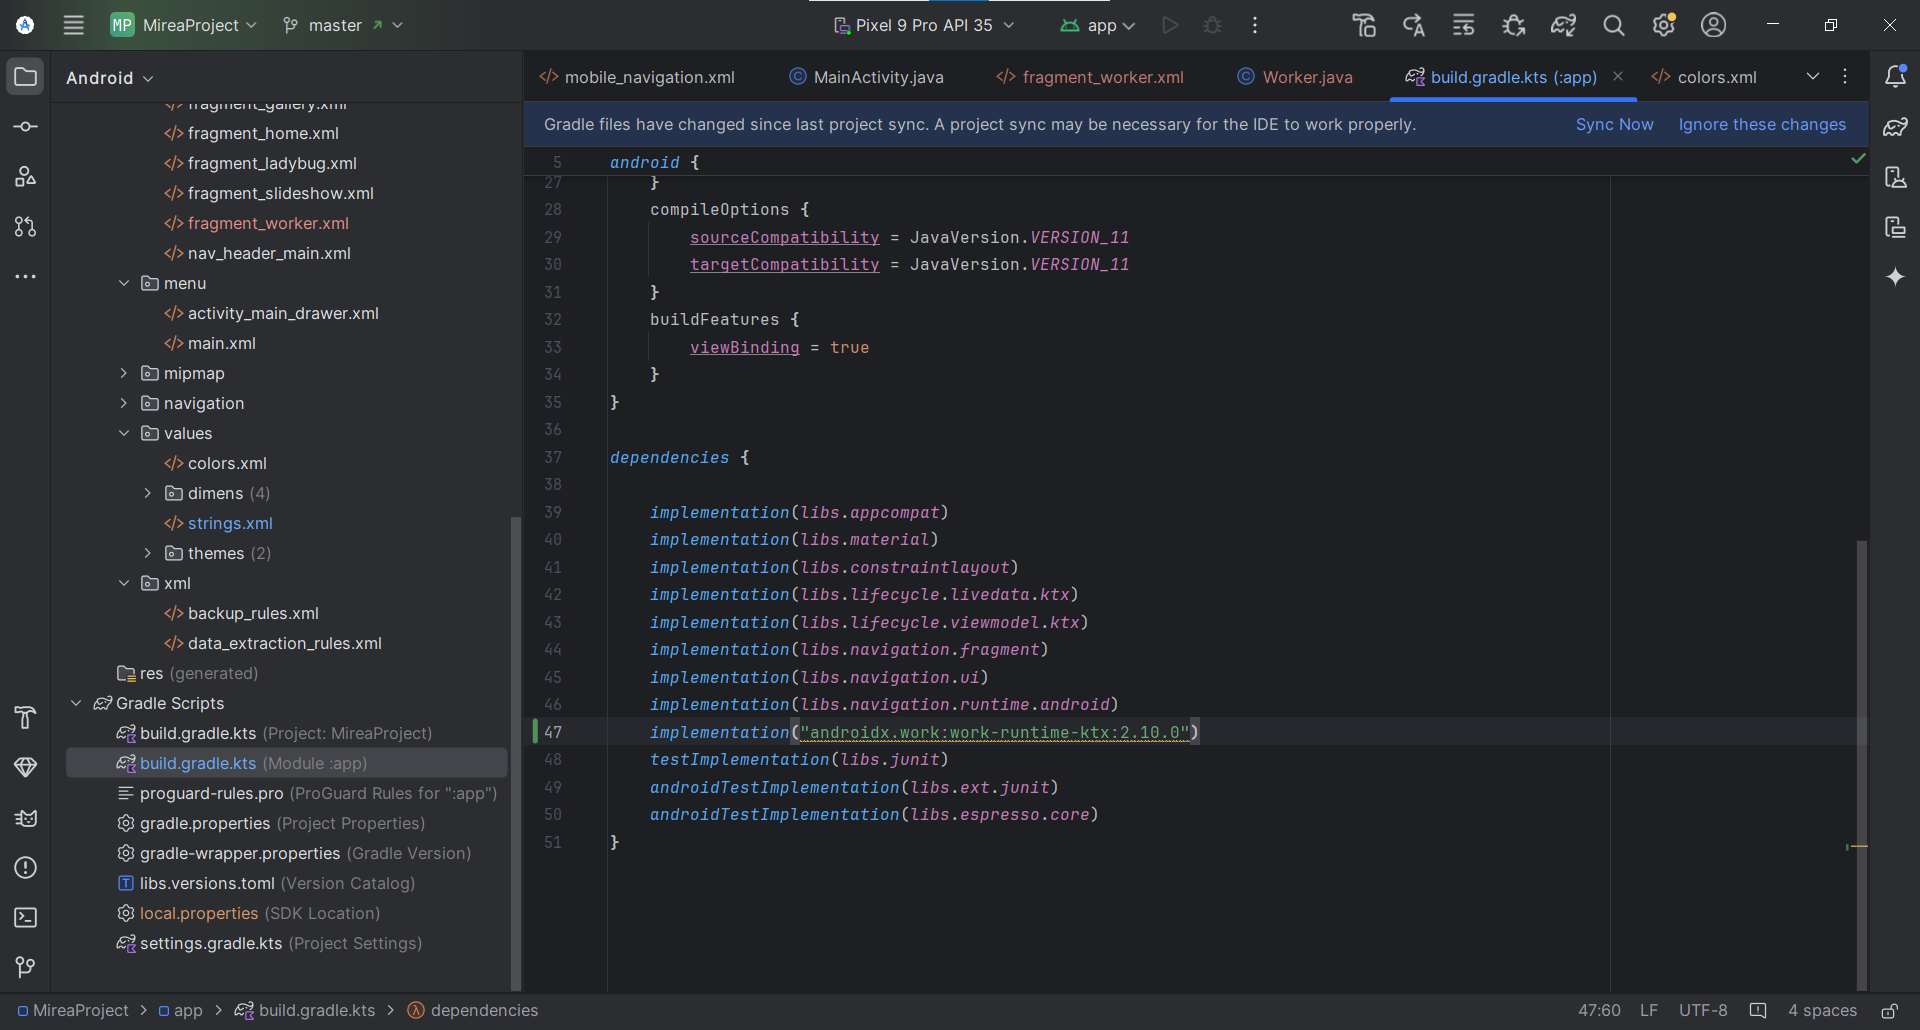 MP MireaProject master Pixel 9 Pro API 35 app
Android
fragment_gallery.xml
fragment_home.xml
fragment_ladybug.xml
fragment_slideshow.xml
fragment_worker.xml
nav_header_main.xml
menu
activity_main_drawer.xml
main.xml
mipmap
navigation
values
colors.xml
dimens (4)
strings.xml
themes (2)
xml
backup_rules.xml
data_extraction_rules.xml
res (generated)
Gradle Scripts
build.gradle.kts (Project: MireaProject)
build.gradle.kts (Module :app)
proguard-rules.pro (ProGuard Rules for ":app")
gradle.properties (Project Properties)
gradle-wrapper.properties (Gradle Version)
libs.versions.toml (Version Catalog)
local.properties (SDK Location)
settings.gradle.kts (Project Settings)
mobile_navigation.xml MainActivity.java fragment_worker.xml Worker.java build.gradle.kts (:app) colors.xml
Gradle files have changed since last project sync. A project sync may be necessary for the IDE to work properly. Sync Now Ignore these changes
5 android {
27 }
28 compileOptions {
29 sourceCompatibility = JavaVersion.VERSION_11
30 targetCompatibility = JavaVersion.VERSION_11
31 }
32 buildFeatures {
33 viewBinding = true
34 }
35 }
36
37 dependencies {
38
39 implementation(libs.appcompat)
40 implementation(libs.material)
41 implementation(libs.constraintlayout)
42 implementation(libs.lifecycle.livedata.ktx)
43 implementation(libs.lifecycle.viewmodel.ktx)
44 implementation(libs.navigation.fragment)
45 implementation(libs.navigation.ui)
46 implementation(libs.navigation.runtime.android)
47 implementation("androidx.work:work-runtime-ktx:2.10.0")
48 testImplementation(libs.junit)
49 androidTestImplementation(libs.ext.junit)
50 androidTestImplementation(libs.espresso.core)
51 }
MireaProject > app > build.gradle.kts > dependencies 47:60 LF UTF-8 4 spaces